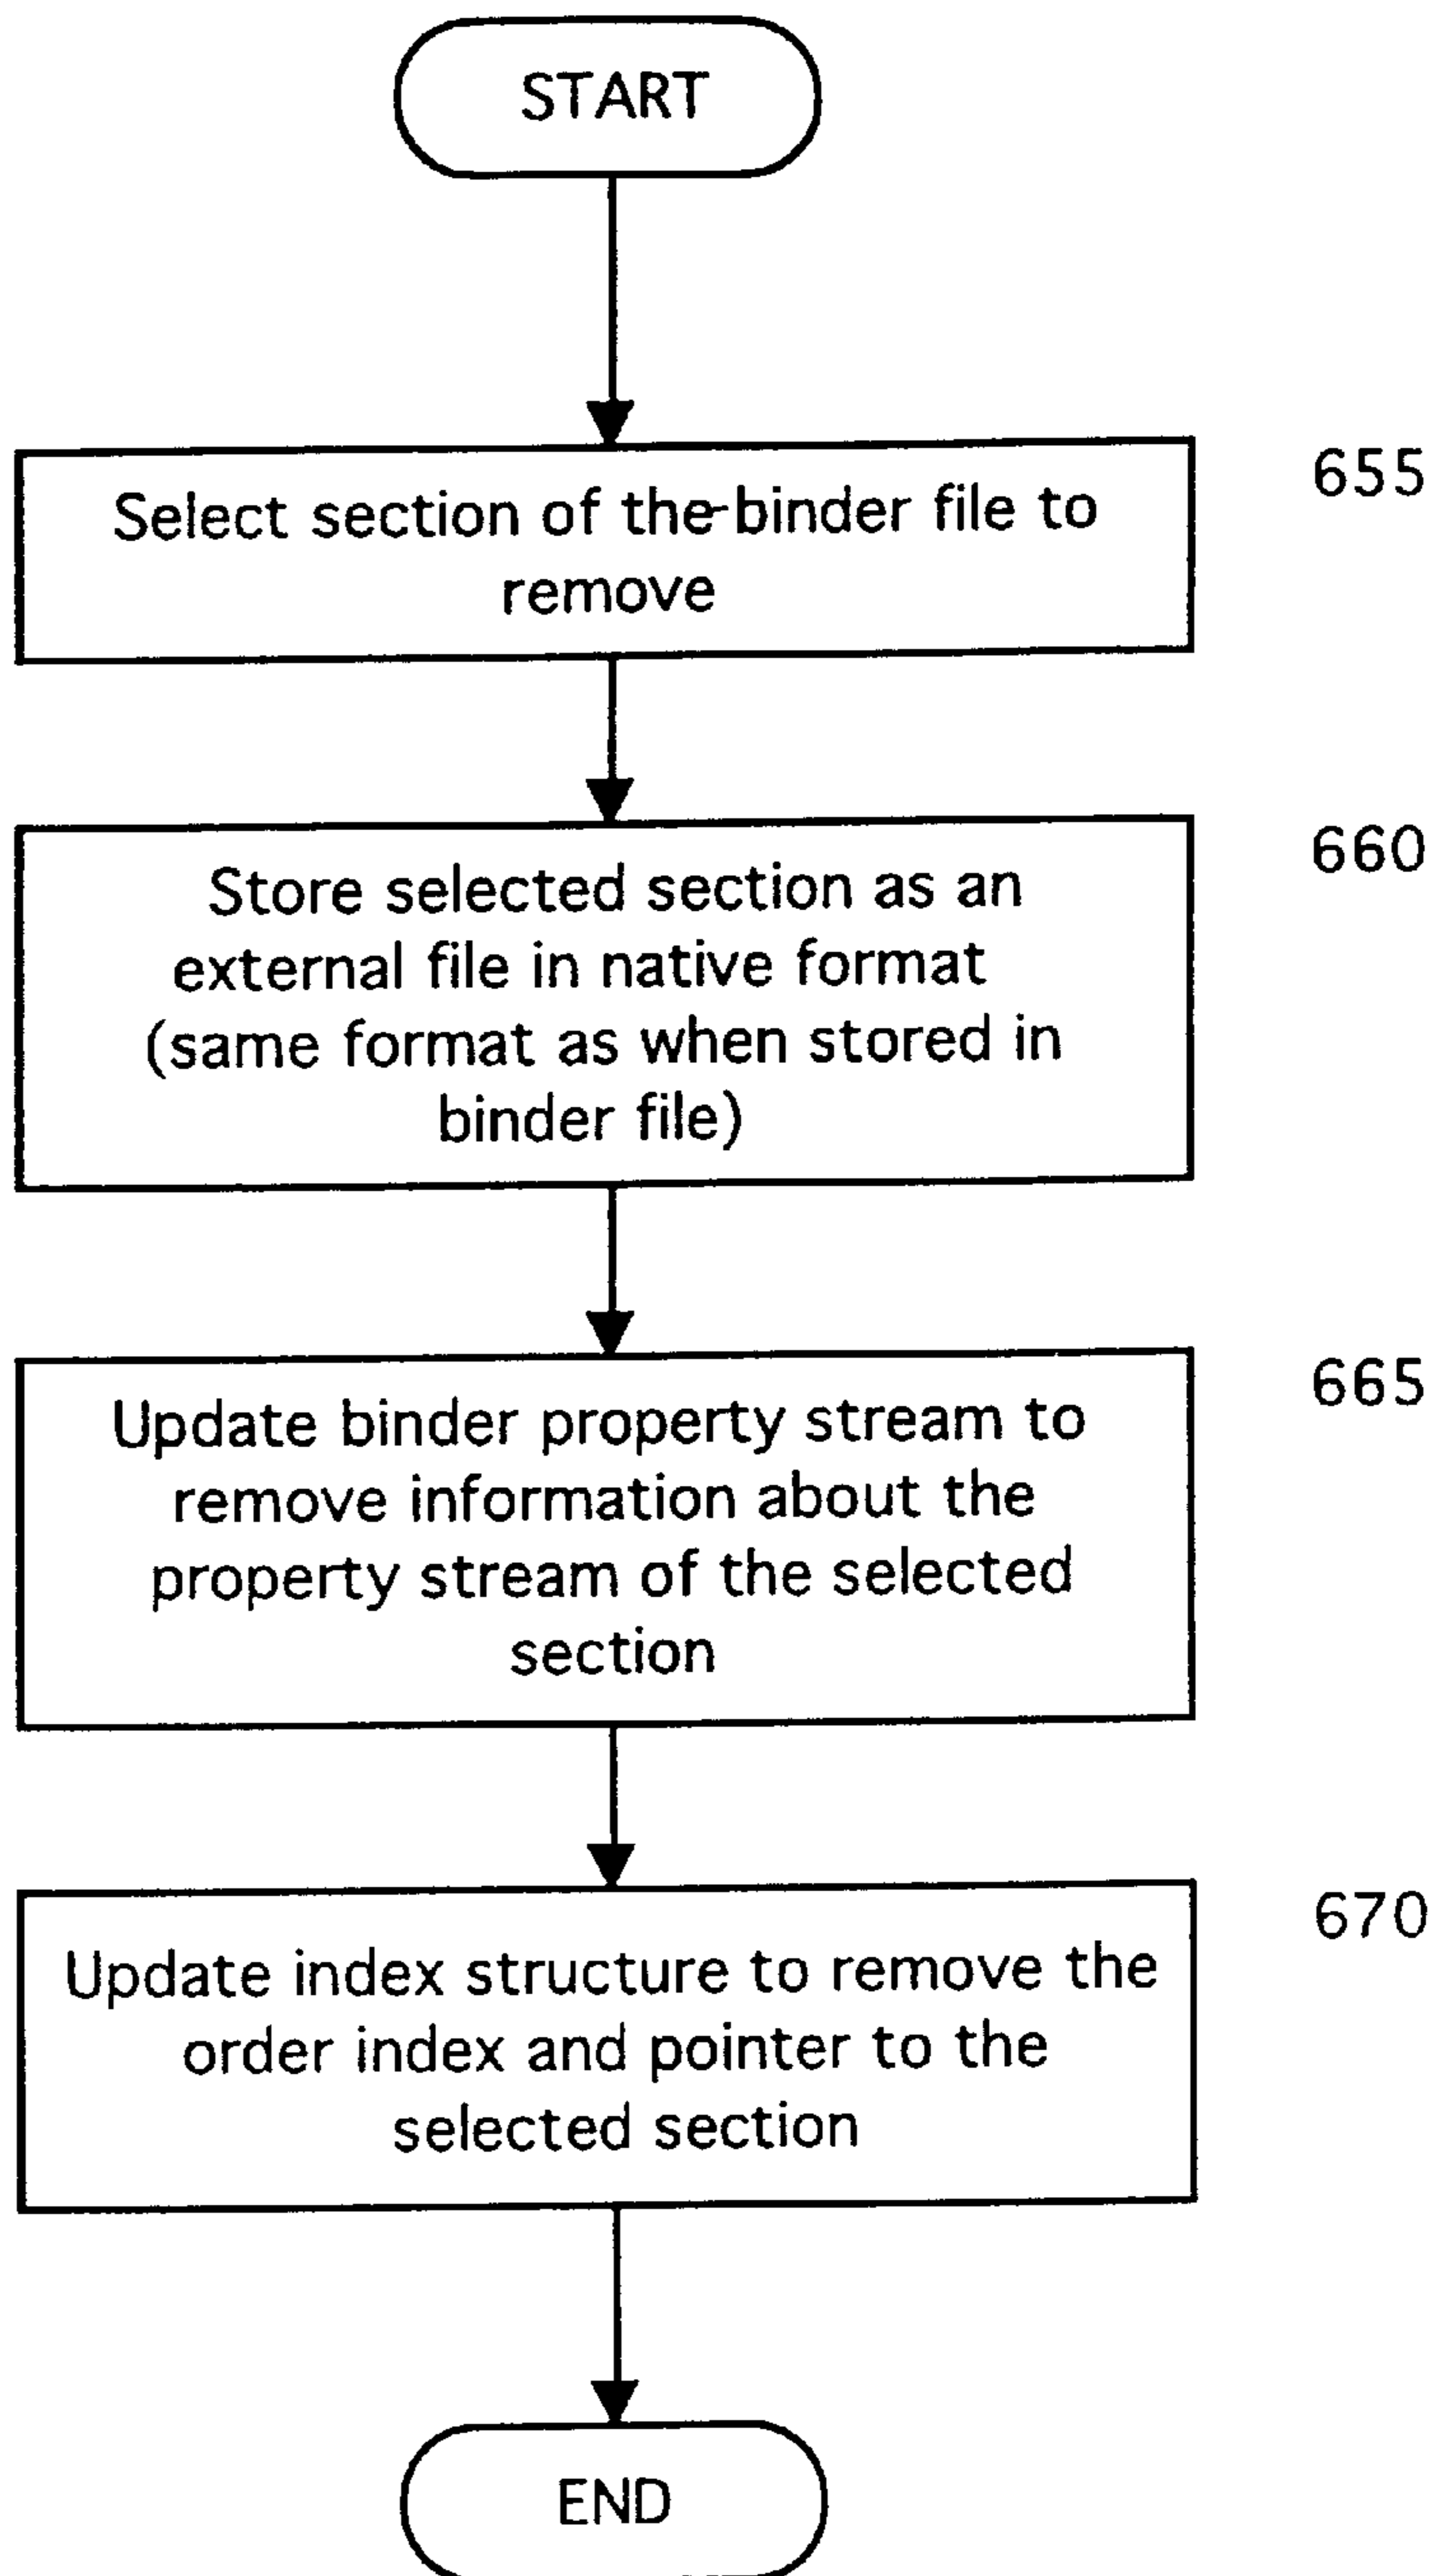 START
655
Select section of the binder file to
remove
660
Store selected section as an
external file in native format
(same format as when stored in
binder file)
665
Update binder property stream to
remove information about the
property stream of the selected
section
670
Update index structure to remove the
order index and pointer to the
selected section
END